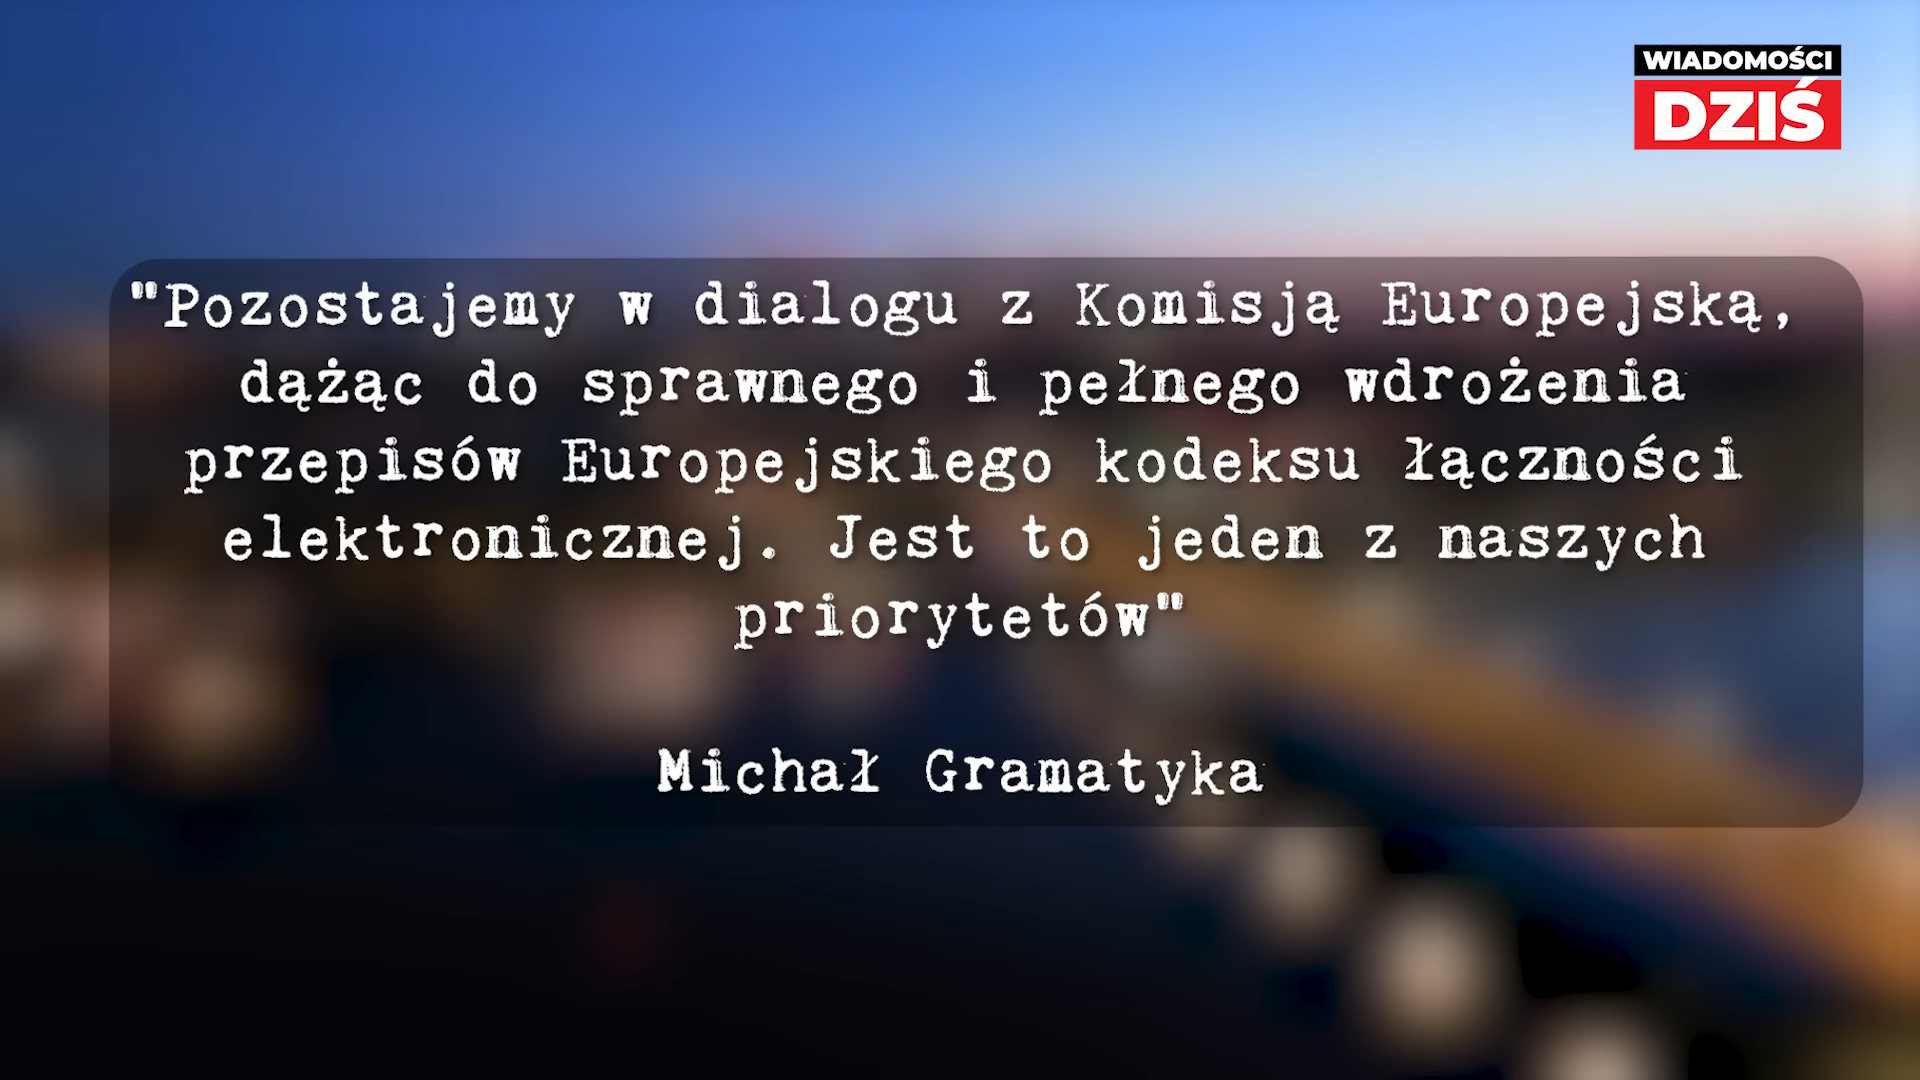 WIADOMOŚCI
DZIŚ
"Pozostajemy w dialogu z Komisją Europejską,
dążąc do sprawnego i pełnego wdrożenia
przepisów Europejskiego kodeksu łączności
elektronicznej. Jest to jeden z naszych
priorytetów"
Michał Gramatyka